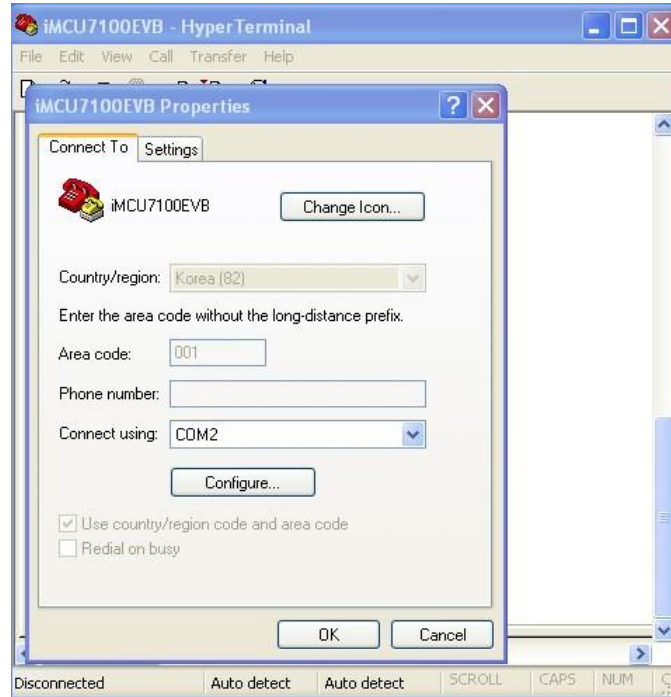 iMCU7100EVB - HyperTerminal
File Edit View Call Transfer Help
iMCU7100EVB Properties
Connect To Settings
iMCU7100EVB
Change Icon...
Country/region: Korea (82)
Enter the area code without the long-distance prefix.
Area code: 001
Phone number:
Connect using: COM2
Configure...
Use country/region code and area code
Redial on busy
OK Cancel
Disconnected Auto detect Auto detect SCROLL CAPS NUM